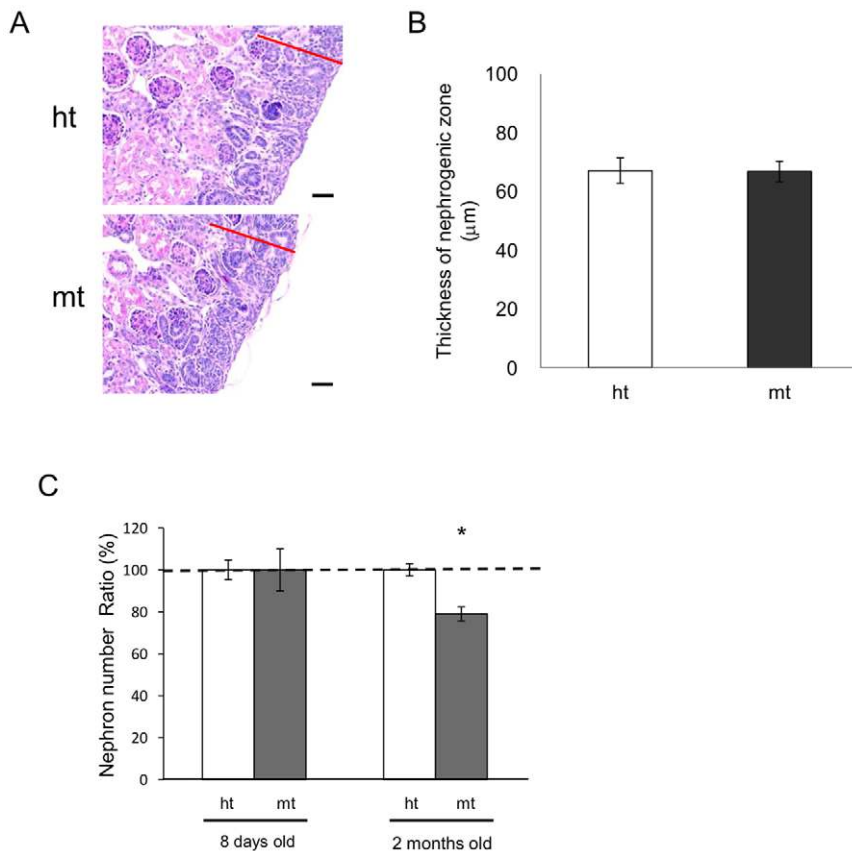 A
ht
mt
B
Thickness of nephrogenic zone
(μm)
100
80
60
40
20
0
ht
mt
C
Nephron number Ratio (%)
120
100
80
60
40
20
0
*
ht mt ht mt
8 days old 2 months old